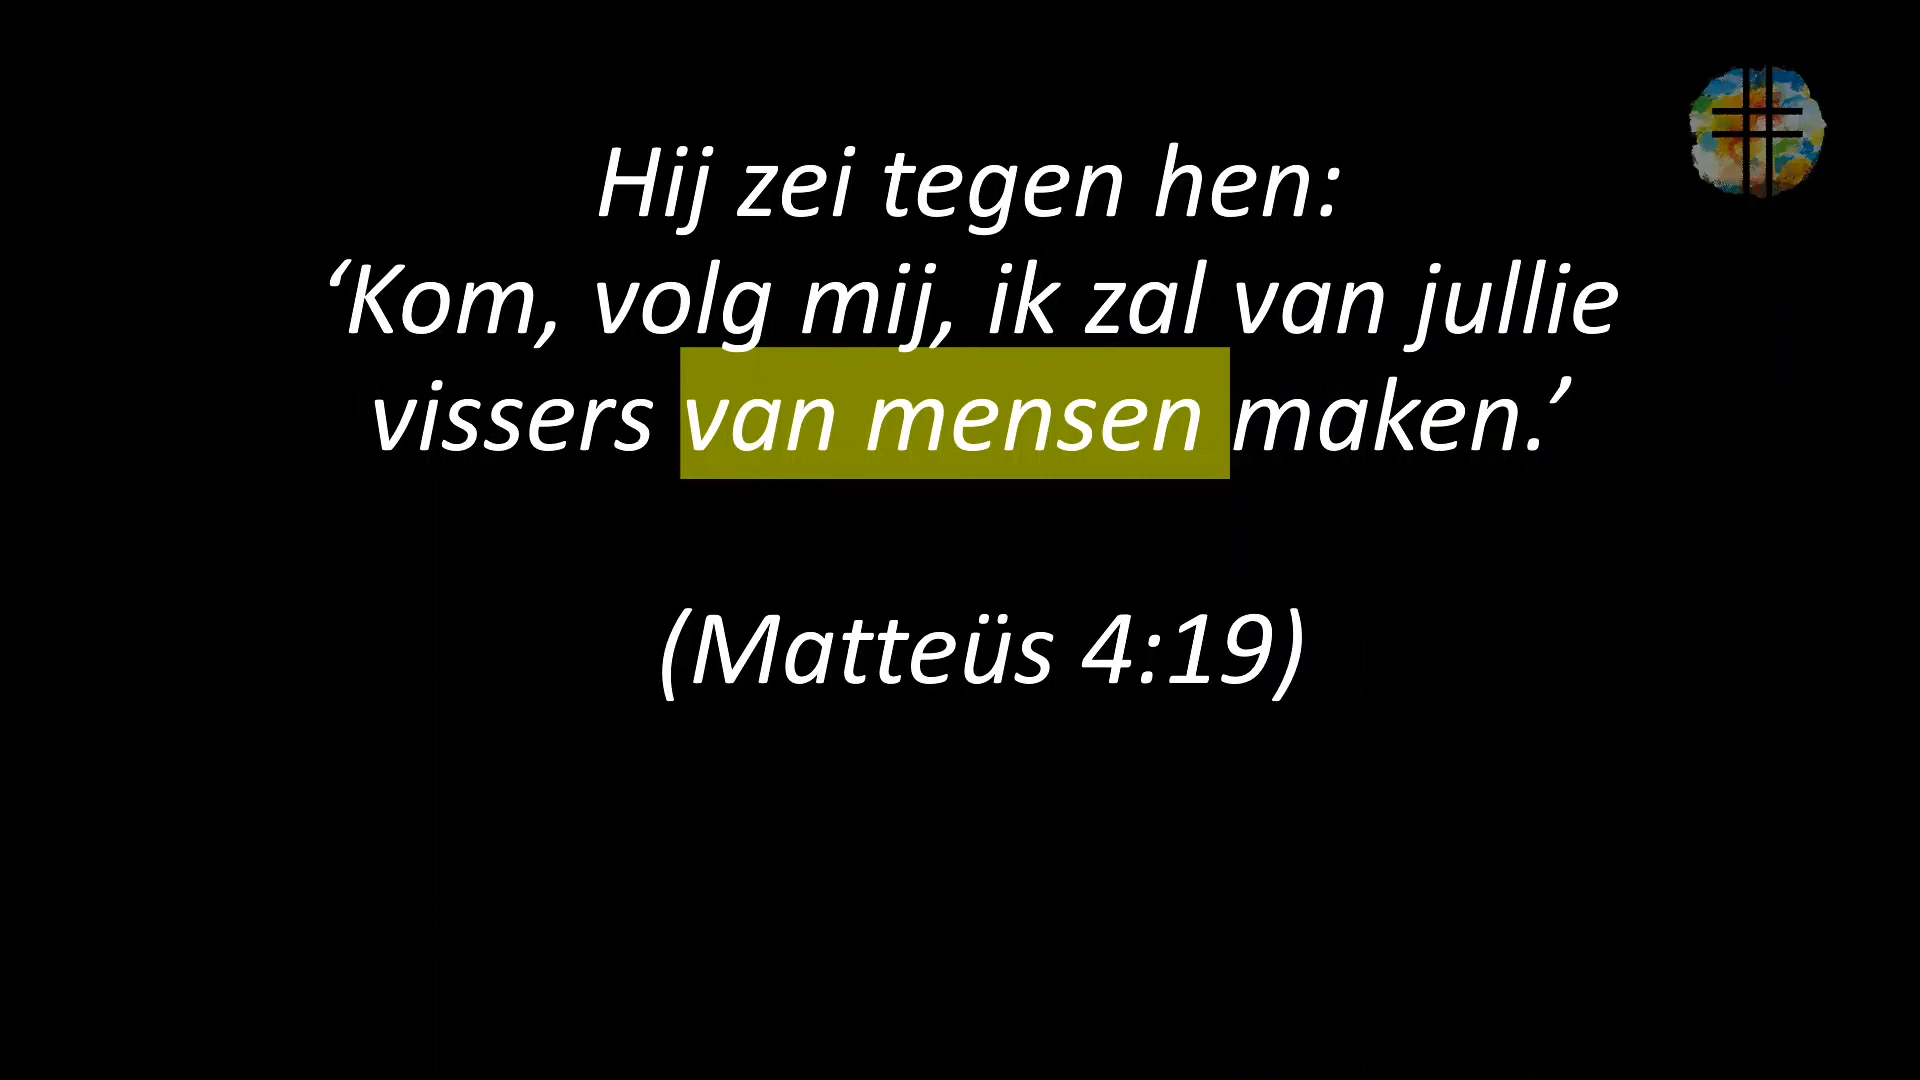 Hij zei tegen hen:
‘Kom, volg mij, ik zal van jullie
vissers van mensen maken.’
(Matteüs 4:19)